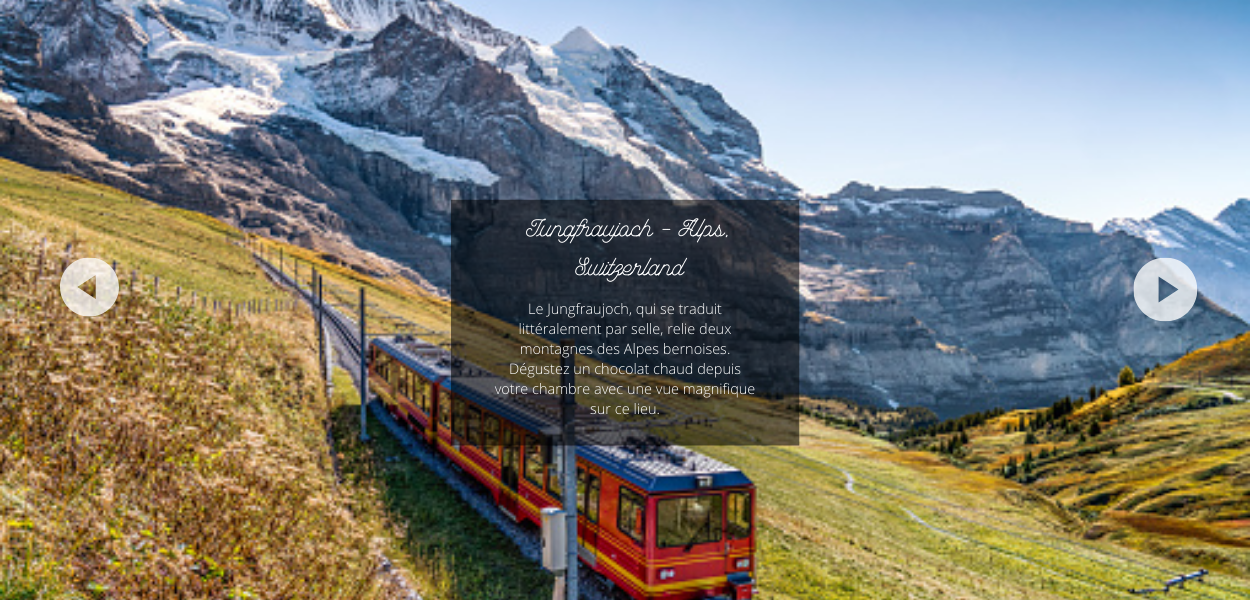 Jungfraujoch - Alps,
Switzerland
Le Jungfraujoch, qui se traduit
littéralement par selle, relie deux
montagnes des Alpes bernoises.
Dégustez un chocolat chaud depuis
votre chambre avec une vue magnifique
sur ce lieu.